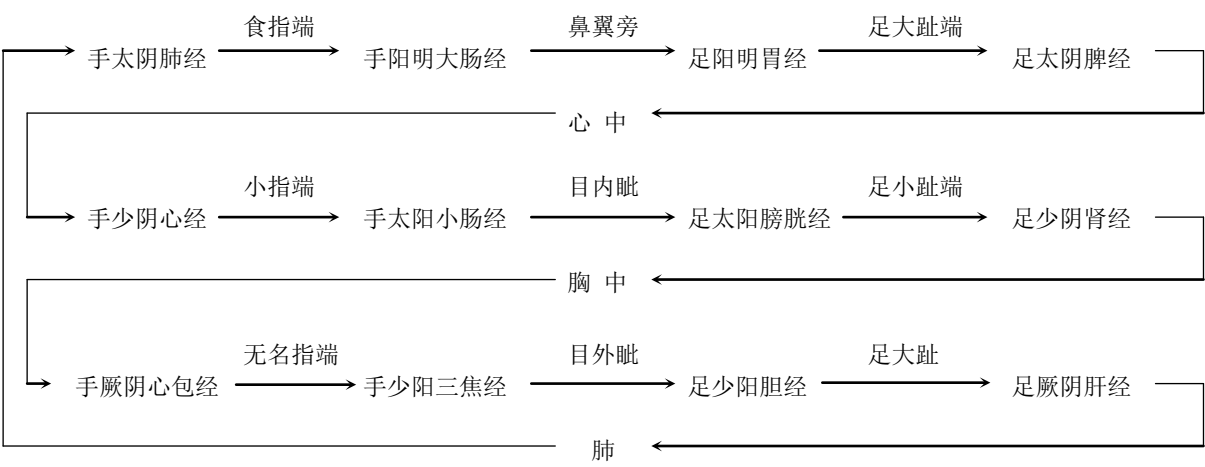 食指端 鼻翼旁 足大趾端
手太阴肺经 手阳明大肠经 足阳明胃经 足太阴脾经
心 中
小指端 目内眦 足小趾端
手少阴心经 手太阳小肠经 足太阳膀胱经 足少阴肾经
胸 中
无名指端 目外眦 足大趾
手厥阴心包经 手少阳三焦经 足少阳胆经 足厥阴肝经
肺